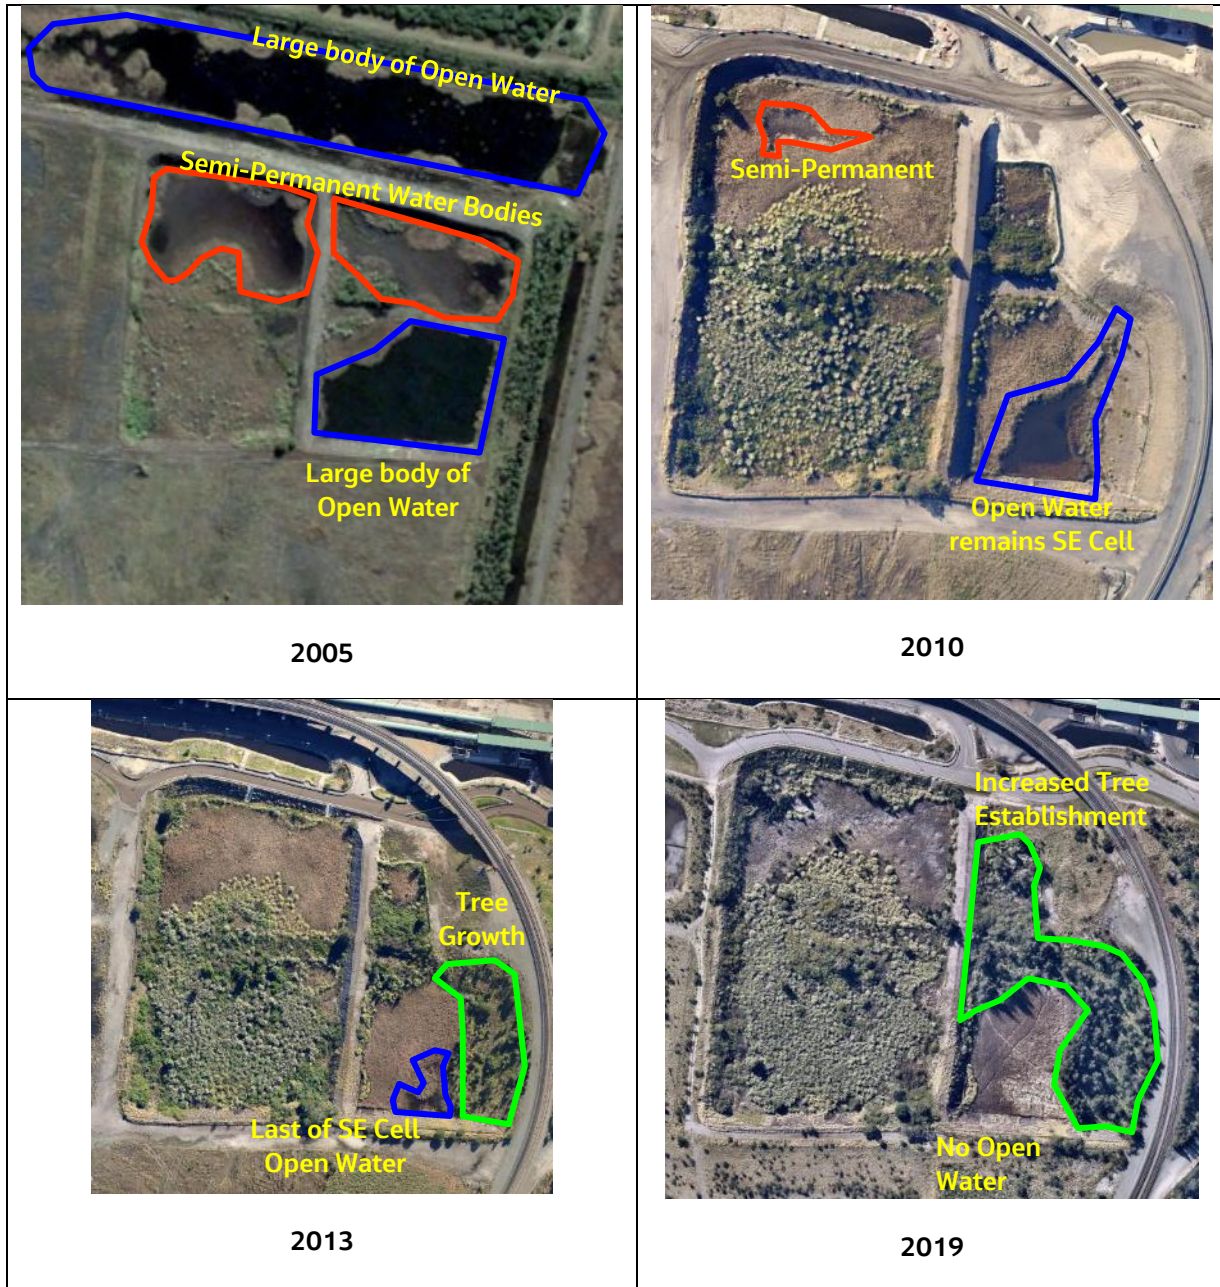 Large body of Open Water
Semi-Permanent Water Bodies
Large body of
Open Water
2005
Semi-Permanent
Open Water
remains SE Cell
2010
Tree
Growth
Last of SE Cell
Open Water
2013
Increased Tree
Establishment
No Open
Water
2019